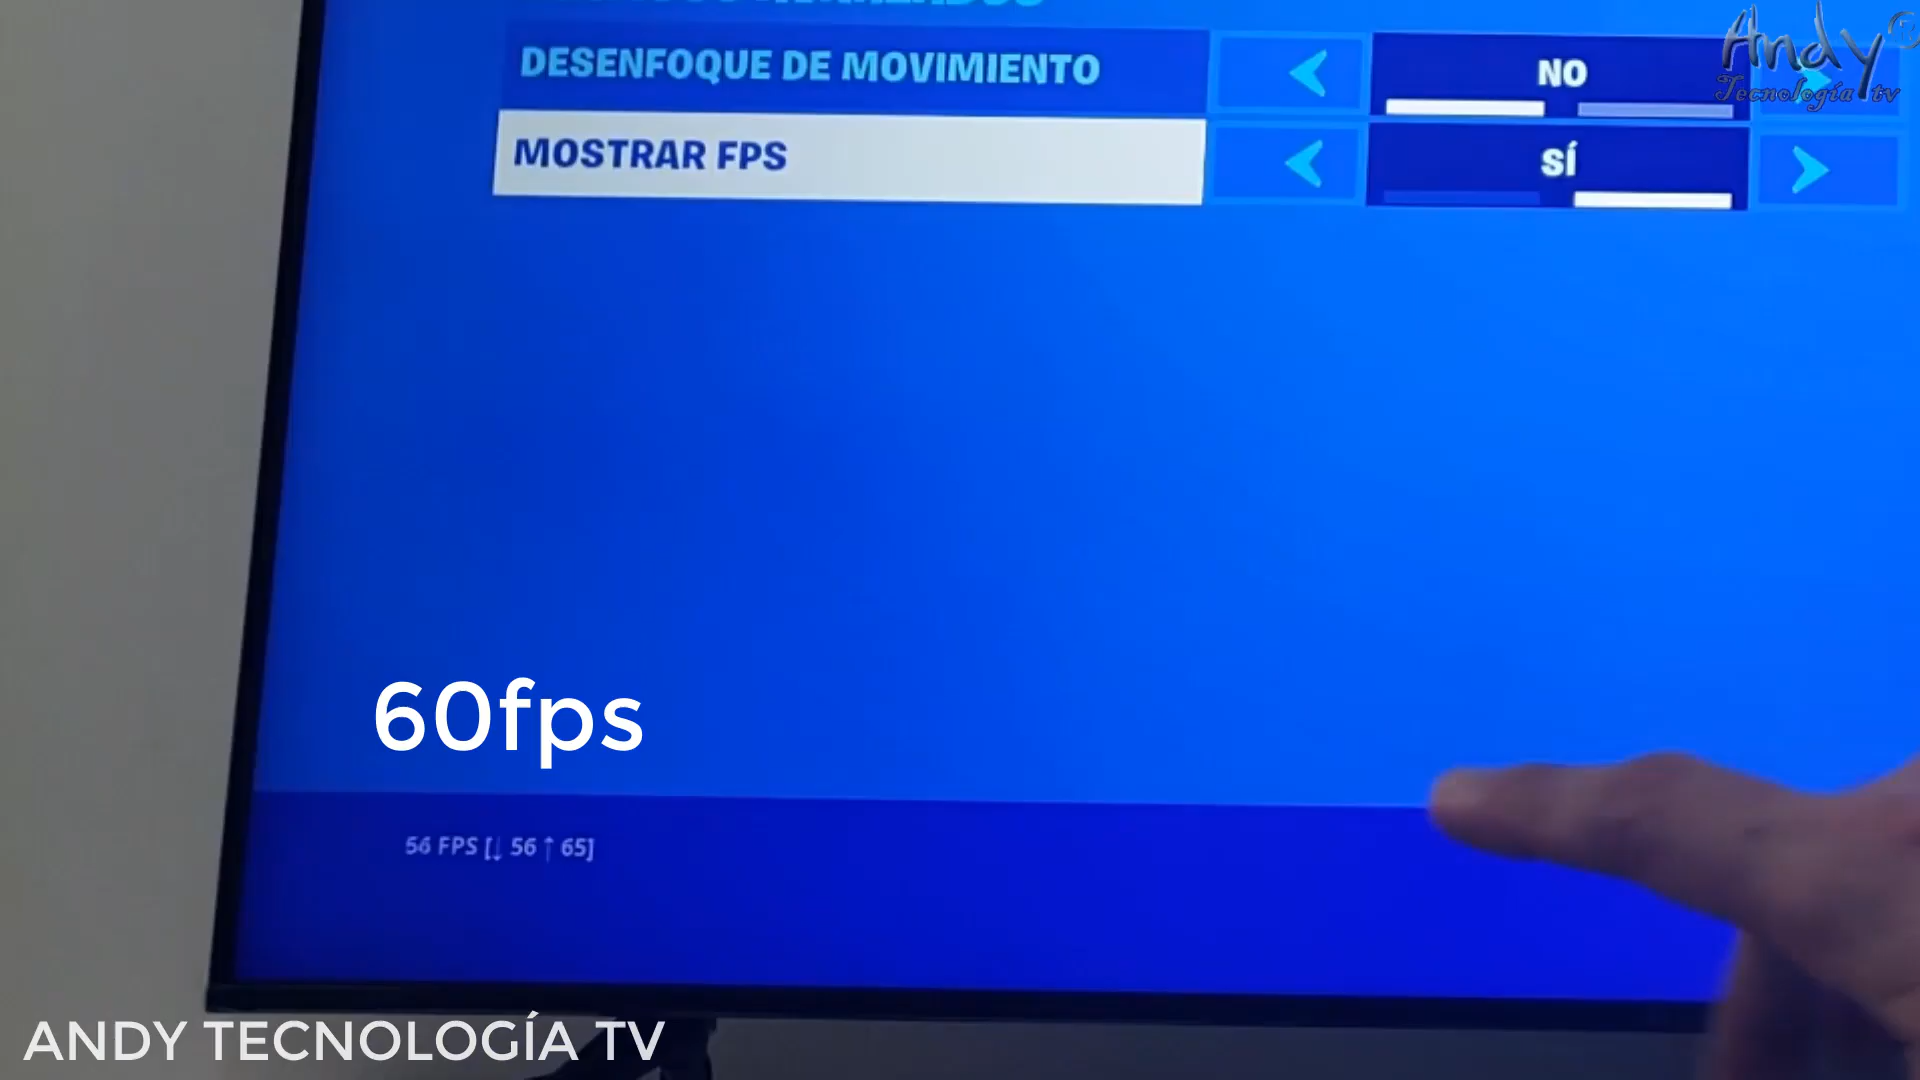 DESENFOQUE DE MOVIMIENTO
NO
MOSTRAR FPS
SÍ
Andy
Tecnología tv
60fps
56 FPS [↓ 56 ↑ 65]
ANDY TECNOLOGÍA TV